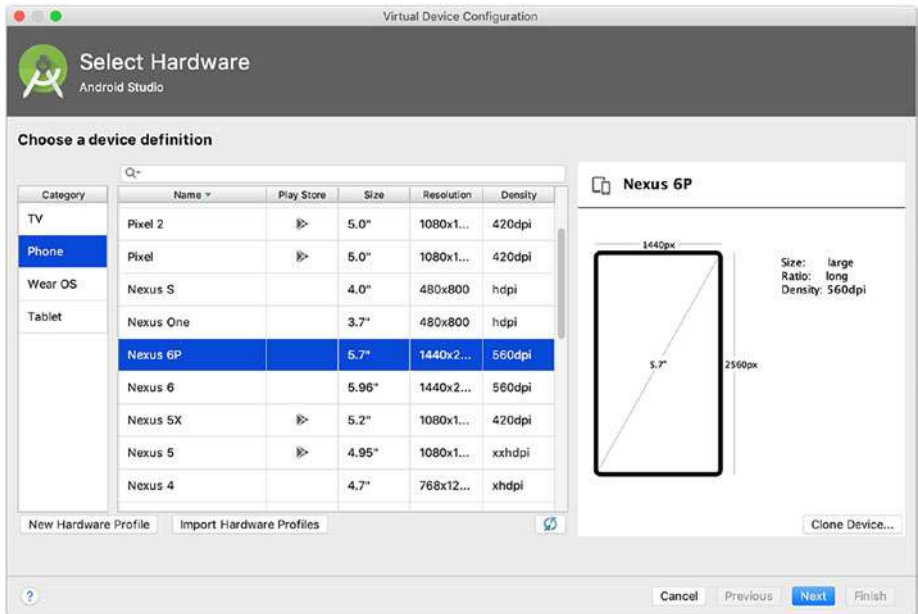 Virtual Device Configuration
Select Hardware
Android Studio
Choose a device definition
Category
TV
Phone
Wear OS
Tablet
Name Play Store Size Resolution Density
Pixel 2 5.0" 1080x1... 420dpi
Pixel 5.0" 1080x1... 420dpi
Nexus S 4.0" 480x800 hdpi
Nexus One 3.7" 480x800 hdpi
Nexus 6P 5.7" 1440x2... 560dpi
Nexus 6 5.96" 1440x2... 560dpi
Nexus 5X 5.2" 1080x1... 420dpi
Nexus 5 4.95" 1080x1... xxhdpi
Nexus 4 4.7" 768x12... xhdpi
New Hardware Profile Import Hardware Profiles
Nexus 6P
1440px
5.7"
2560px
Size: large
Ratio: long
Density: 560dpi
Clone Device...
? Cancel Previous Next Finish